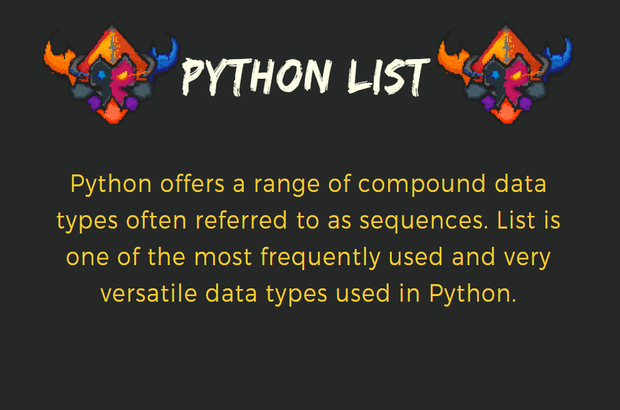 PYTHON LIST
Python offers a range of compound data
types often referred to as sequences. List is
one of the most frequently used and very
versatile data types used in Python.